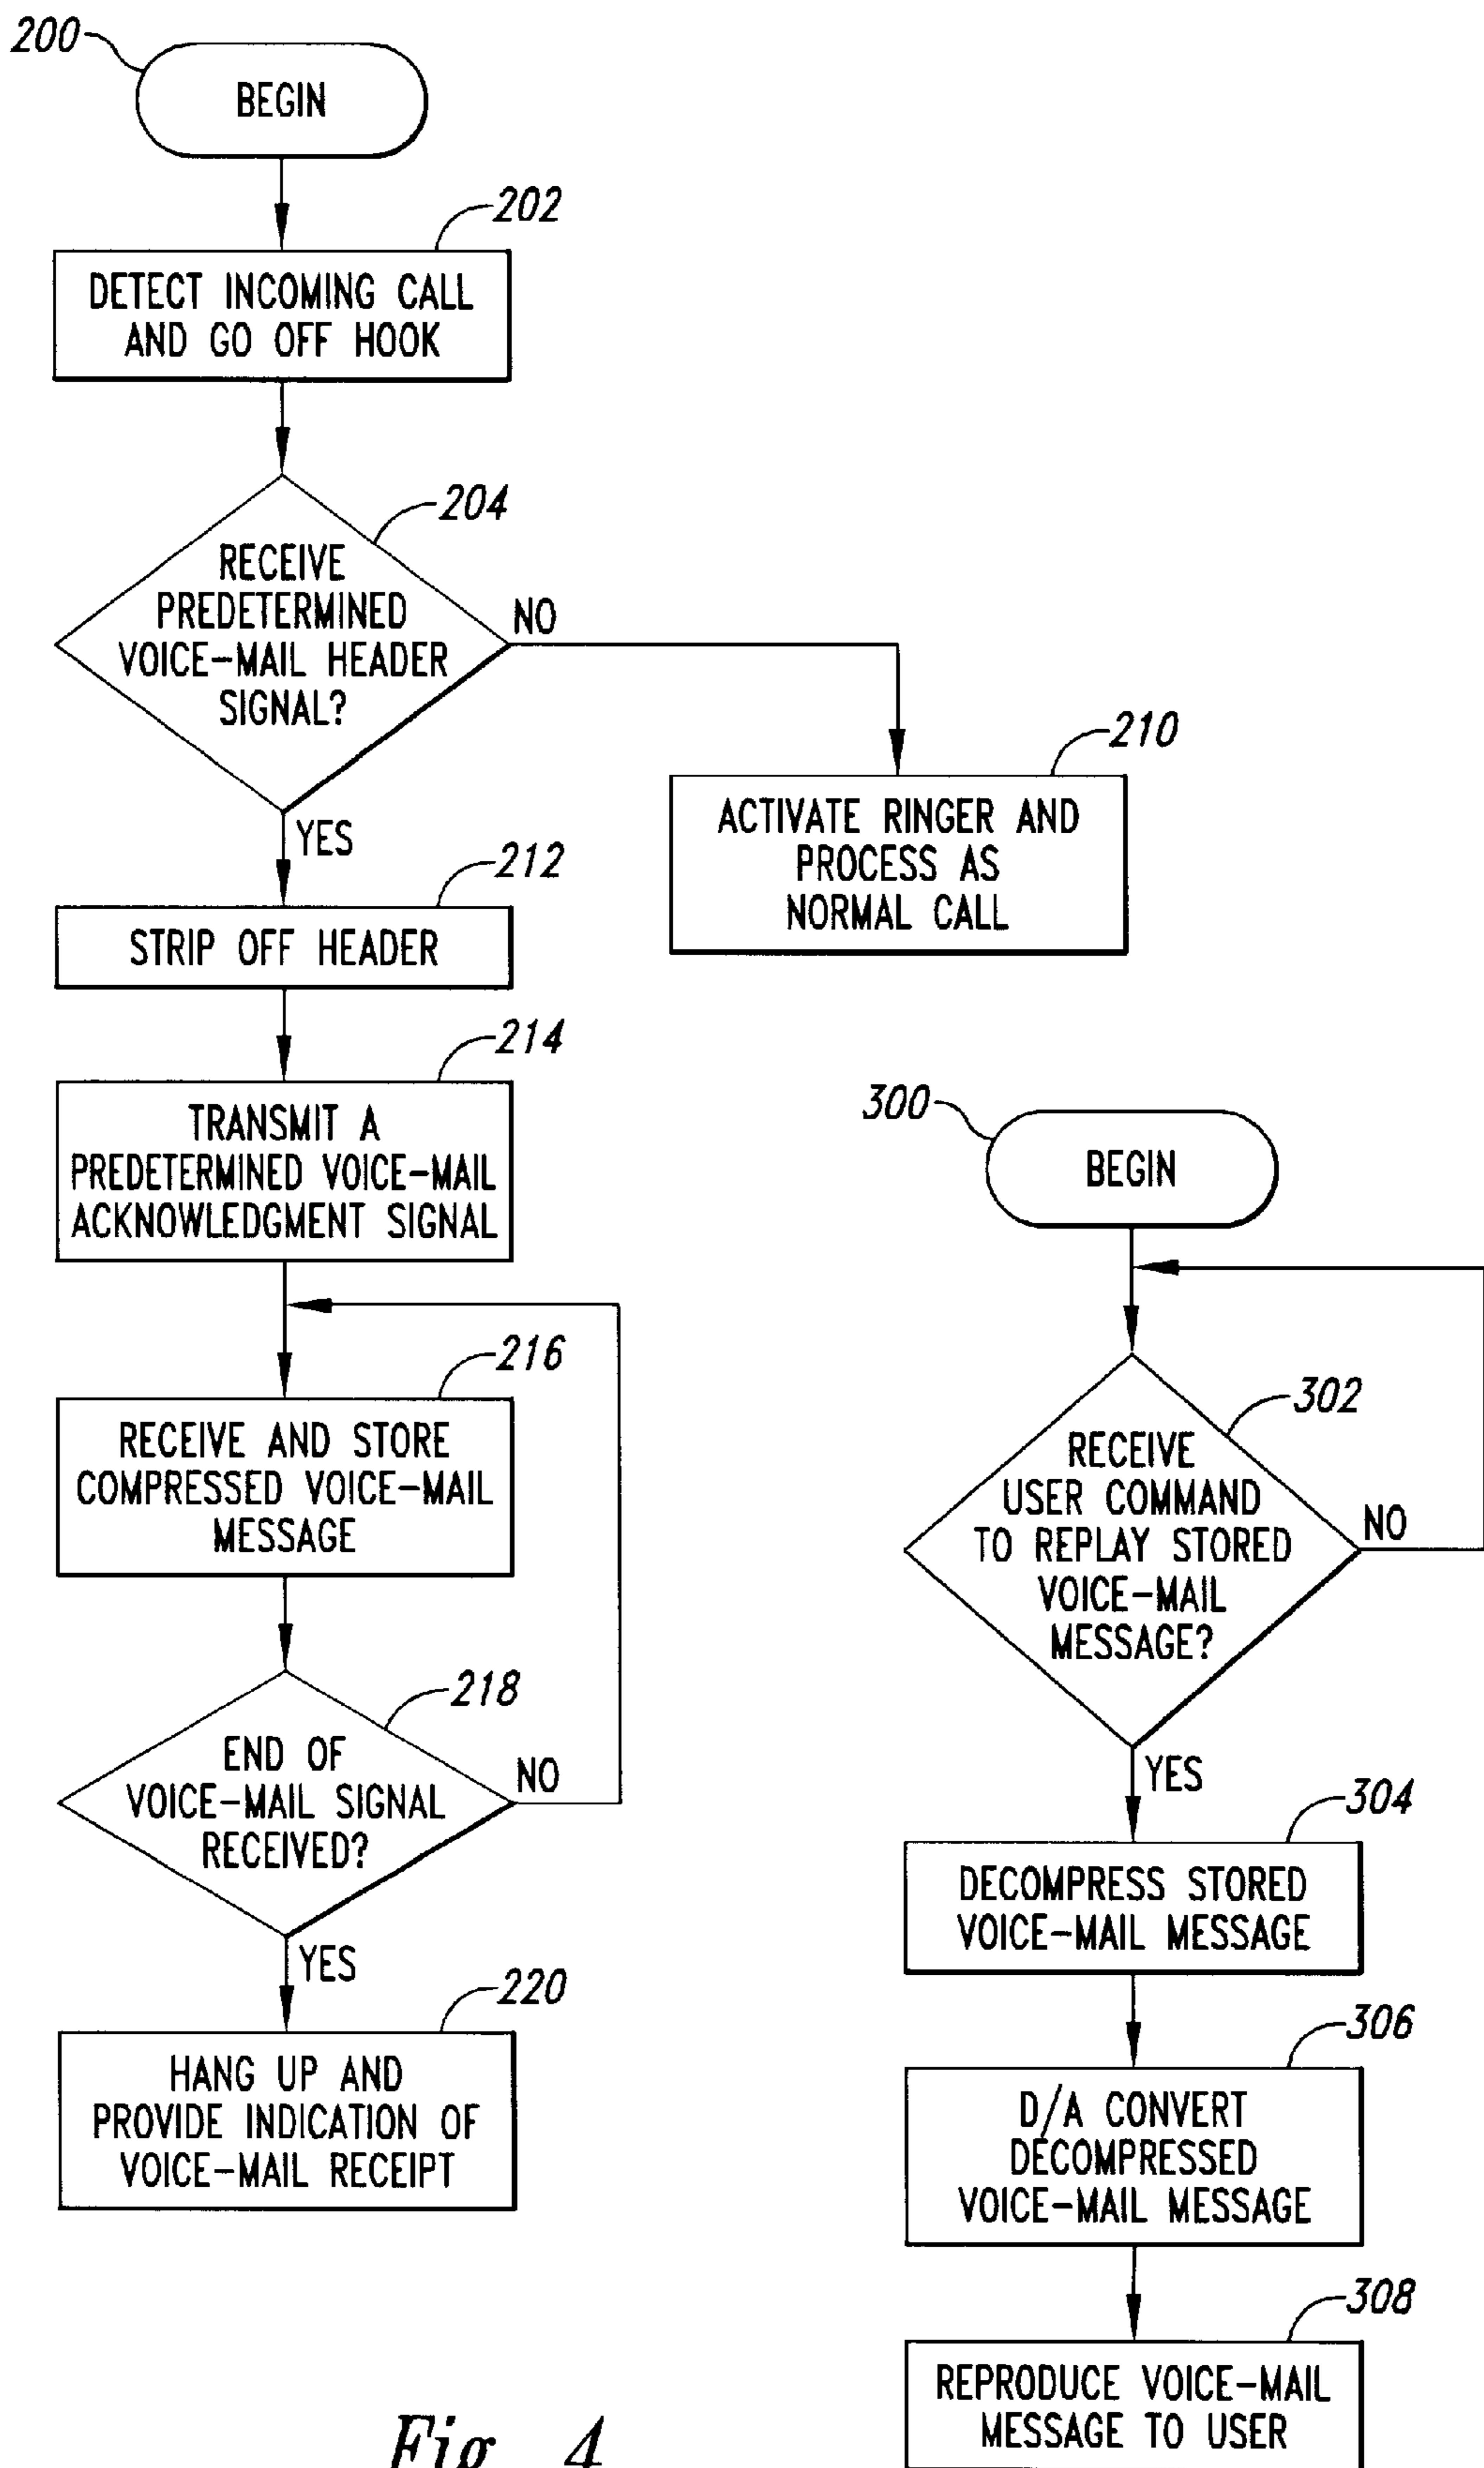 200
BEGIN
202
DETECT INCOMING CALL
AND GO OFF HOOK
204
RECEIVE
PREDETERMINED
VOICE-MAIL HEADER
SIGNAL?
NO
YES
210
ACTIVATE RINGER AND
PROCESS AS
NORMAL CALL
212
STRIP OFF HEADER
214
TRANSMIT A
PREDETERMINED VOICE-MAIL
ACKNOWLEDGMENT SIGNAL
216
RECEIVE AND STORE
COMPRESSED VOICE-MAIL
MESSAGE
218
END OF
VOICE-MAIL SIGNAL
RECEIVED?
NO
YES
220
HANG UP AND
PROVIDE INDICATION OF
VOICE-MAIL RECEIPT
Fig 4
300
BEGIN
302
RECEIVE
USER COMMAND
TO REPLAY STORED
VOICE-MAIL
MESSAGE?
NO
YES
304
DECOMPRESS STORED
VOICE-MAIL MESSAGE
306
D/A CONVERT
DECOMPRESSED
VOICE-MAIL MESSAGE
308
REPRODUCE VOICE-MAIL
MESSAGE TO USER